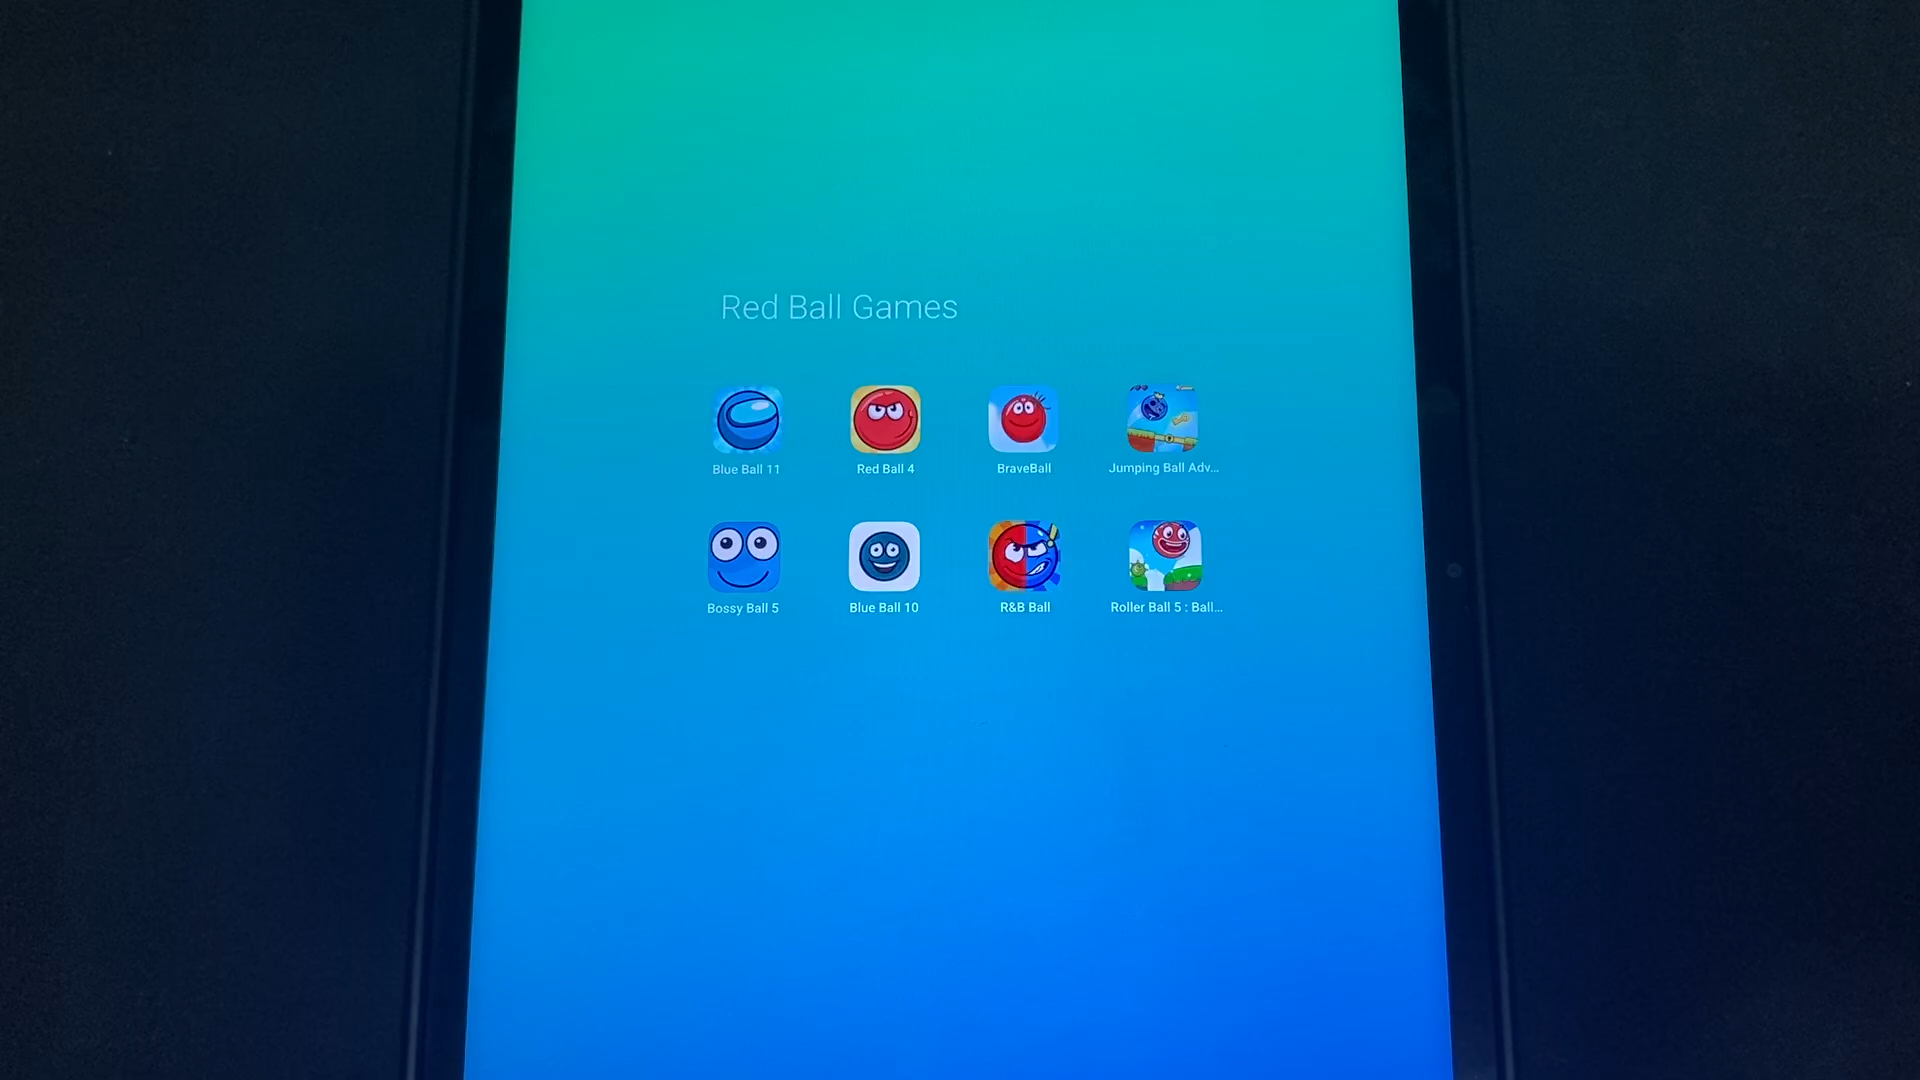 Red Ball Games
Blue Ball 11
Red Ball 4
BraveBall
Jumping Ball Adv...
Bossy Ball 5
Blue Ball 10
R&B Ball
Roller Ball 5 : Ball...